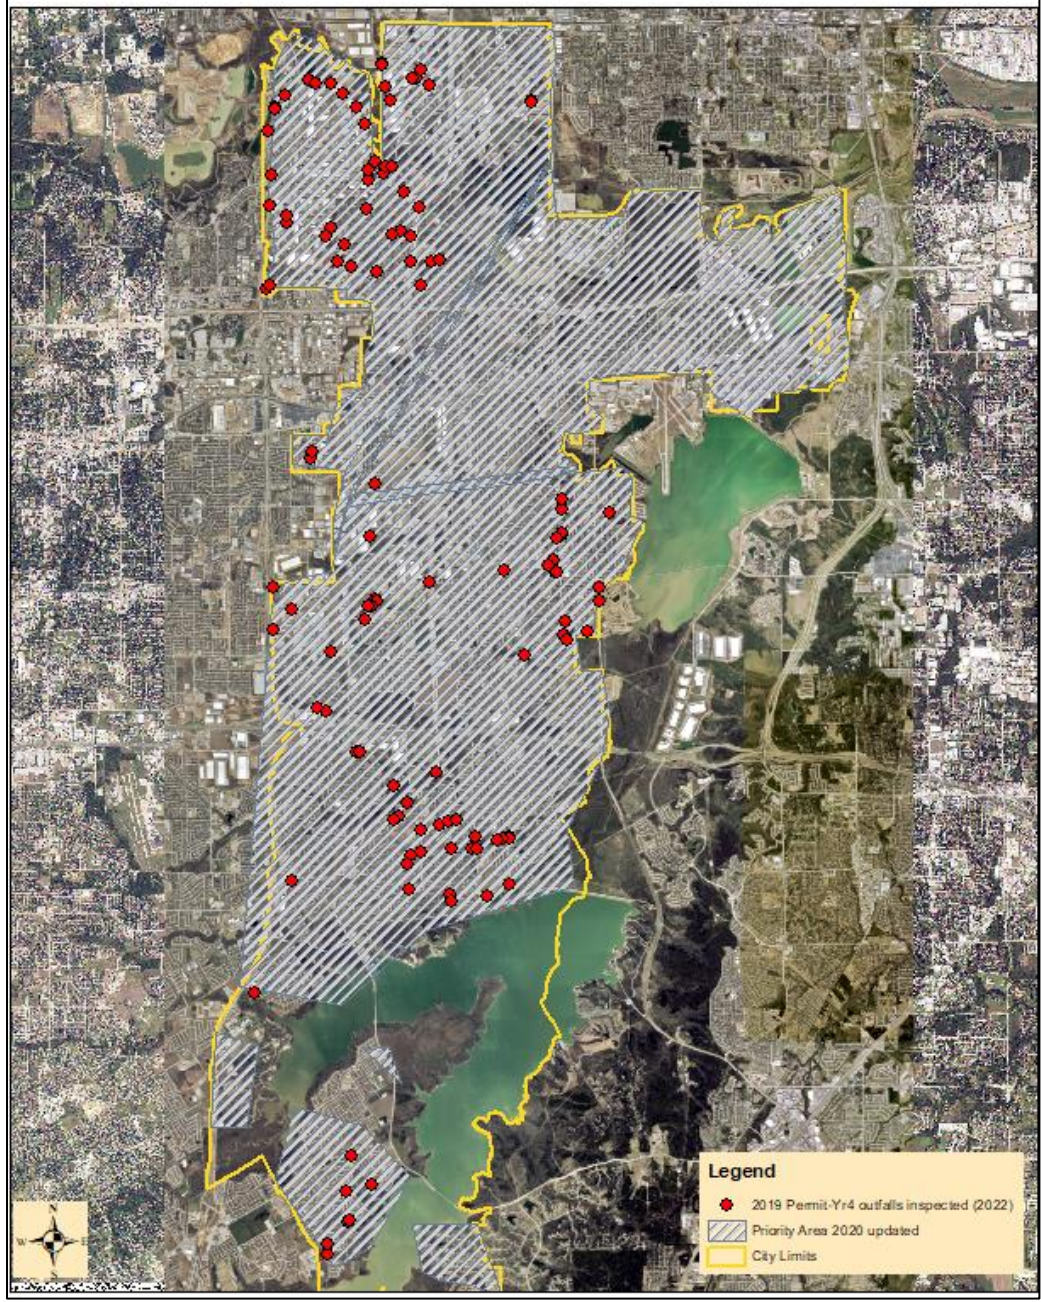 Legend
2019 Permit-Yr4 outfalls inspected (2022)
Priority Area 2020 updated
City Limits
N
W E
S